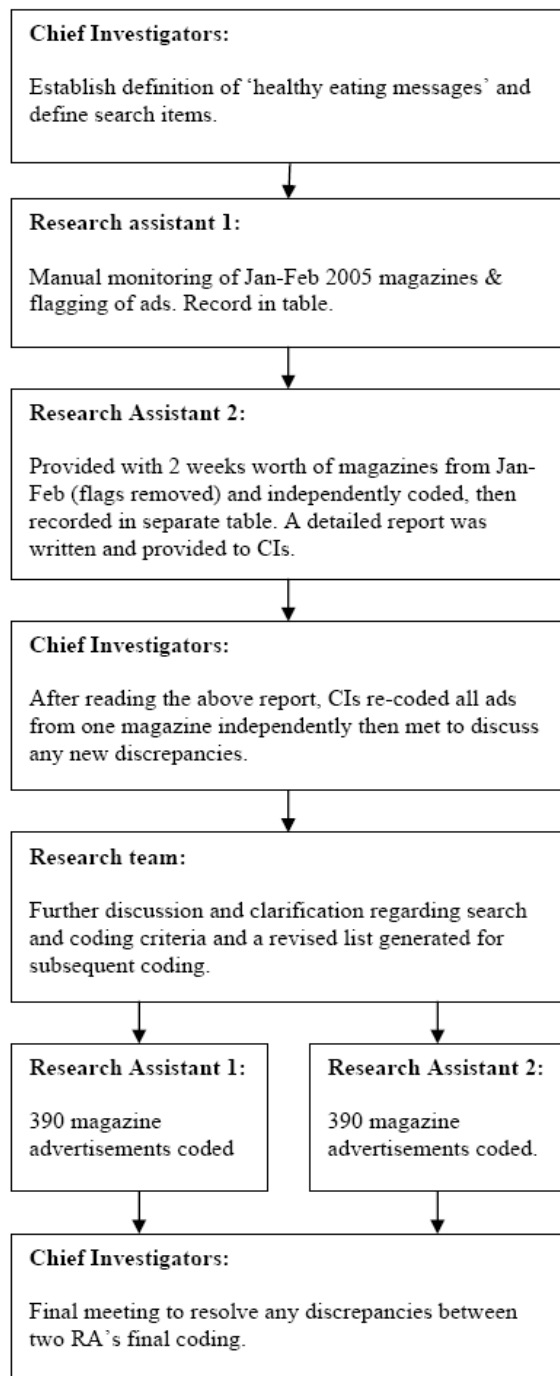 Chief Investigators:
Establish definition of ‘healthy eating messages’ and
define search items.
Research assistant 1:
Manual monitoring of Jan-Feb 2005 magazines &
flagging of ads. Record in table.
Research Assistant 2:
Provided with 2 weeks worth of magazines from Jan-
Feb (flags removed) and independently coded, then
recorded in separate table. A detailed report was
written and provided to CIs.
Chief Investigators:
After reading the above report, CIs re-coded all ads
from one magazine independently then met to discuss
any new discrepancies.
Research team:
Further discussion and clarification regarding search
and coding criteria and a revised list generated for
subsequent coding.
Research Assistant 1:
390 magazine
advertisements coded
Research Assistant 2:
390 magazine
advertisements coded.
Chief Investigators:
Final meeting to resolve any discrepancies between
two RA’s final coding.